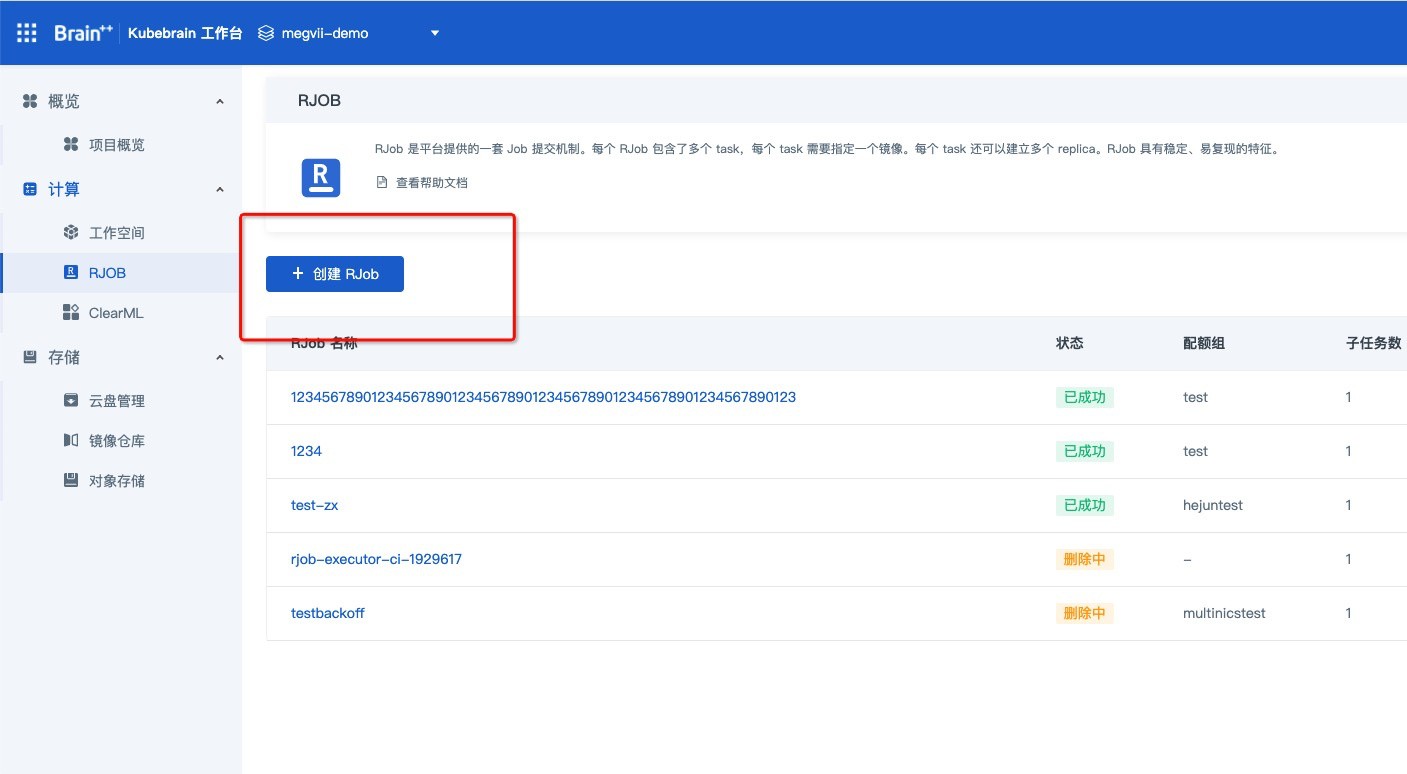 Brain++ Kubebrain 工作台 megvii-demo
概览
项目概览
计算
工作空间
RJOB
ClearML
存储
云盘管理
镜像仓库
对象存储
RJOB
R
RJob 是平台提供的一套 Job 提交机制。每个 RJob 包含了多个 task，每个 task 需要指定一个镜像。每个 task 还可以建立多个 replica。RJob 具有稳定、易复现的特征。
查看帮助文档
+ 创建 RJob
RJob 名称 状态 配额组 子任务数
123456789012345678901234567890123456789012345678901234567890123 已成功 test 1
1234 已成功 test 1
test-zx 已成功 hejuntest 1
rjob-executor-ci-1929617 删除中 - 1
testbackoff 删除中 multinicstest 1